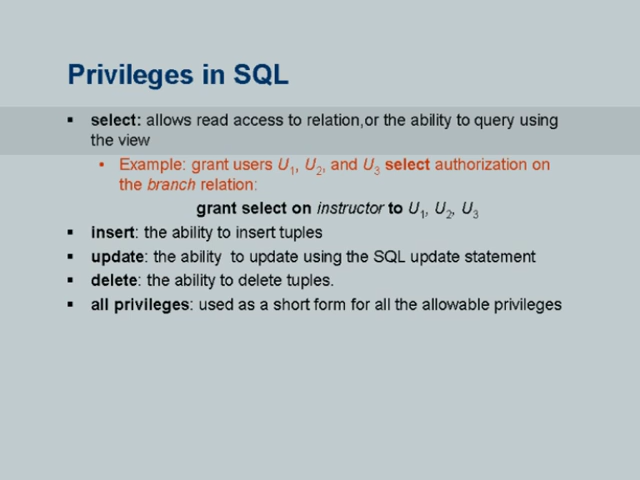 Privileges in SQL
▪ select: allows read access to relation,or the ability to query using
the view
▪ Example: grant users U1, U2, and U3 select authorization on
the branch relation:
grant select on instructor to U1, U2, U3
▪ insert: the ability to insert tuples
▪ update: the ability  to update using the SQL update statement
▪ delete: the ability to delete tuples.
▪ all privileges: used as a short form for all the allowable privileges